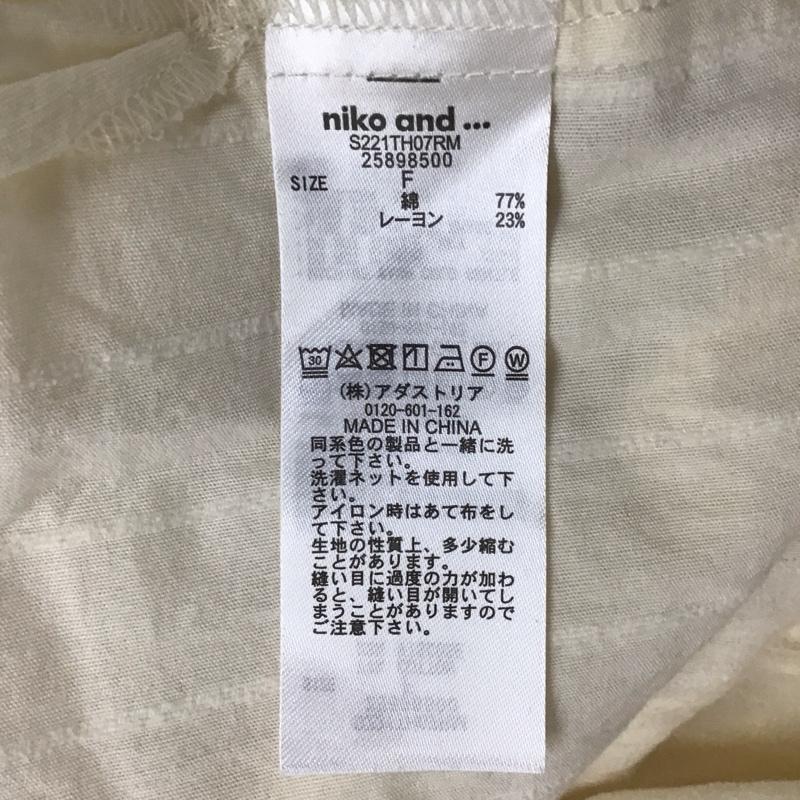 niko and ...
S221TH07RM
25898500
SIZE F
綿 77%
レーヨン 23%
30 F W
(株)アダストリア
0120-601-162
MADE IN CHINA
同系色の製品と一緒に洗
って下さい。
洗濯ネットを使用して下
さい。
アイロン時はあて布をし
て下さい。
生地の性質上、多少縮む
ことがあります。
縫い目に過度の力が加わ
ると、縫い目が開いてし
まうことがありますので
ご注意下さい。